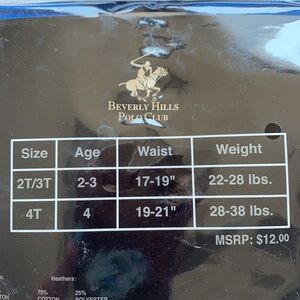 BEVERLY HILLS
POLO CLUB
Size Age Waist Weight
2T/3T 2-3 17-19" 22-28 lbs.
4T 4 19-21" 28-38 lbs.
MSRP: $12.00
Heathers:
75% 25%
COTTON POLYESTER